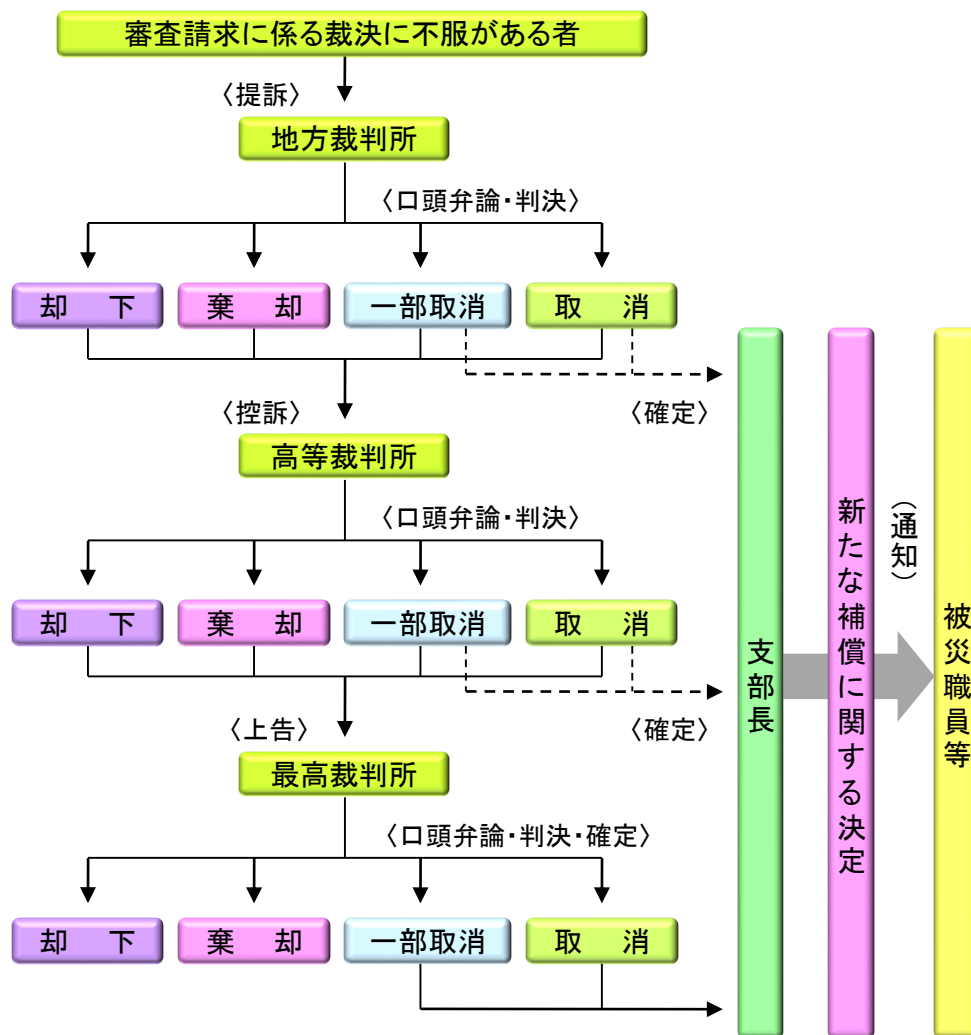 審査請求に係る裁決に不服がある者
〈提訴〉
地方裁判所
〈口頭弁論・判決〉
却　下
棄　却
一部取消
取　消
〈控訴〉
〈確定〉
高等裁判所
〈口頭弁論・判決〉
却　下
棄　却
一部取消
取　消
〈上告〉
〈確定〉
最高裁判所
〈口頭弁論・判決・確定〉
却　下
棄　却
一部取消
取　消
支部長
新たな補償に関する決定
（通知）
被災職員等